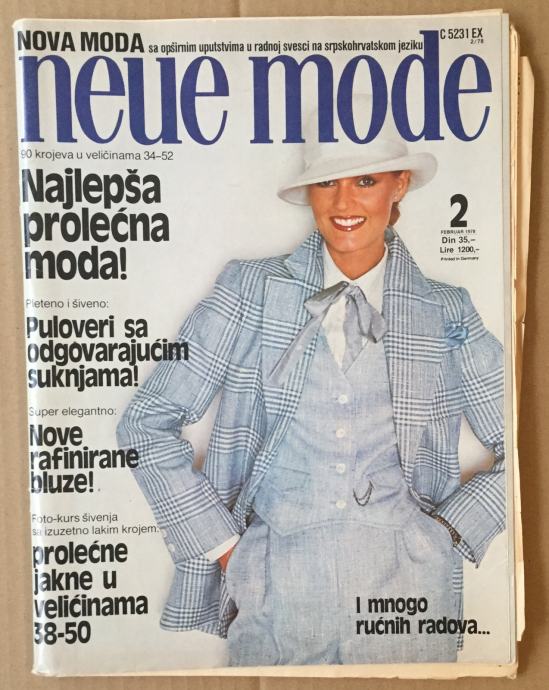 NOVA MODA sa opširnim uputstvima u radnoj svesci na srpskohrvatskom jeziku
C 5231 EX
2/78
neue mode
90 krojeva u veličinama 34–52
Najlepša
prolećna
moda!
2
FEBRUAR 1978
Din 35,–
Lire 1200,–
Printed in Germany
Pleteno i šiveno:
Puloveri sa
odgovarajućim
suknjama!
Super elegantno:
Nove
rafinirane
bluze!
Foto-kurs šivenja
sa izuzetno lakim krojem:
prolećne
jakne u
velićinama
38-50
I mnogo
rućnih radova...